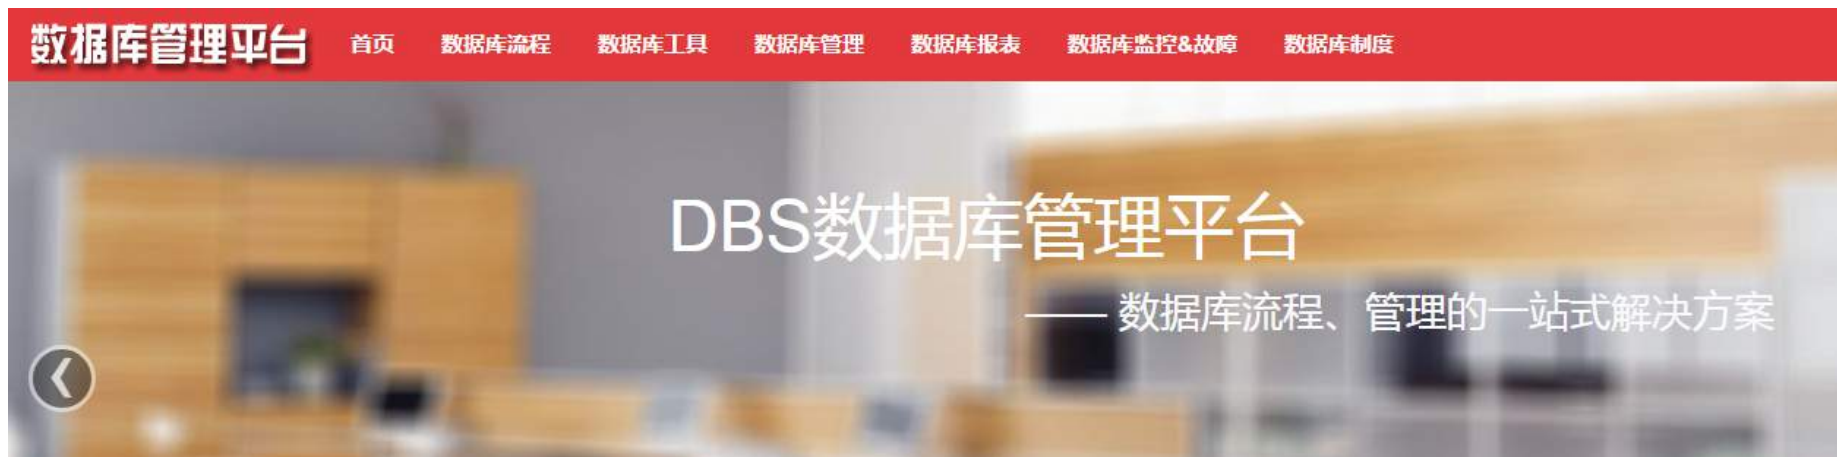 数据库管理平台 首页 数据库流程 数据库工具 数据库管理 数据库报表 数据库监控&故障 数据库制度
DBS数据库管理平台
—— 数据库流程、管理的一站式解决方案